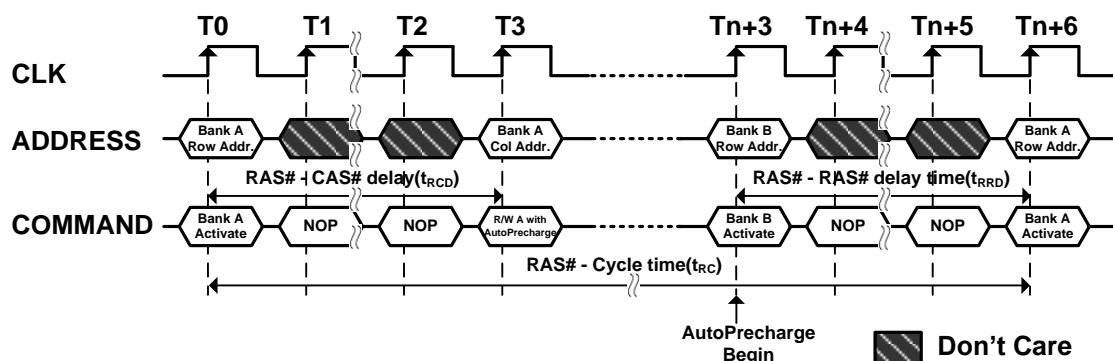 T0 T1 T2 T3 Tn+3 Tn+4 Tn+5 Tn+6
CLK
ADDRESS
Bank A
Row Addr.
Bank A
Col Addr.
Bank B
Row Addr.
Bank A
Row Addr.
RAS# - CAS# delay(tRCD)
RAS# - RAS# delay time(tRRD)
COMMAND
Bank A
Activate
NOP
NOP
R/W A with
AutoPrecharge
Bank B
Activate
NOP
NOP
Bank A
Activate
RAS# - Cycle time(tRC)
AutoPrecharge
Begin
Don't Care